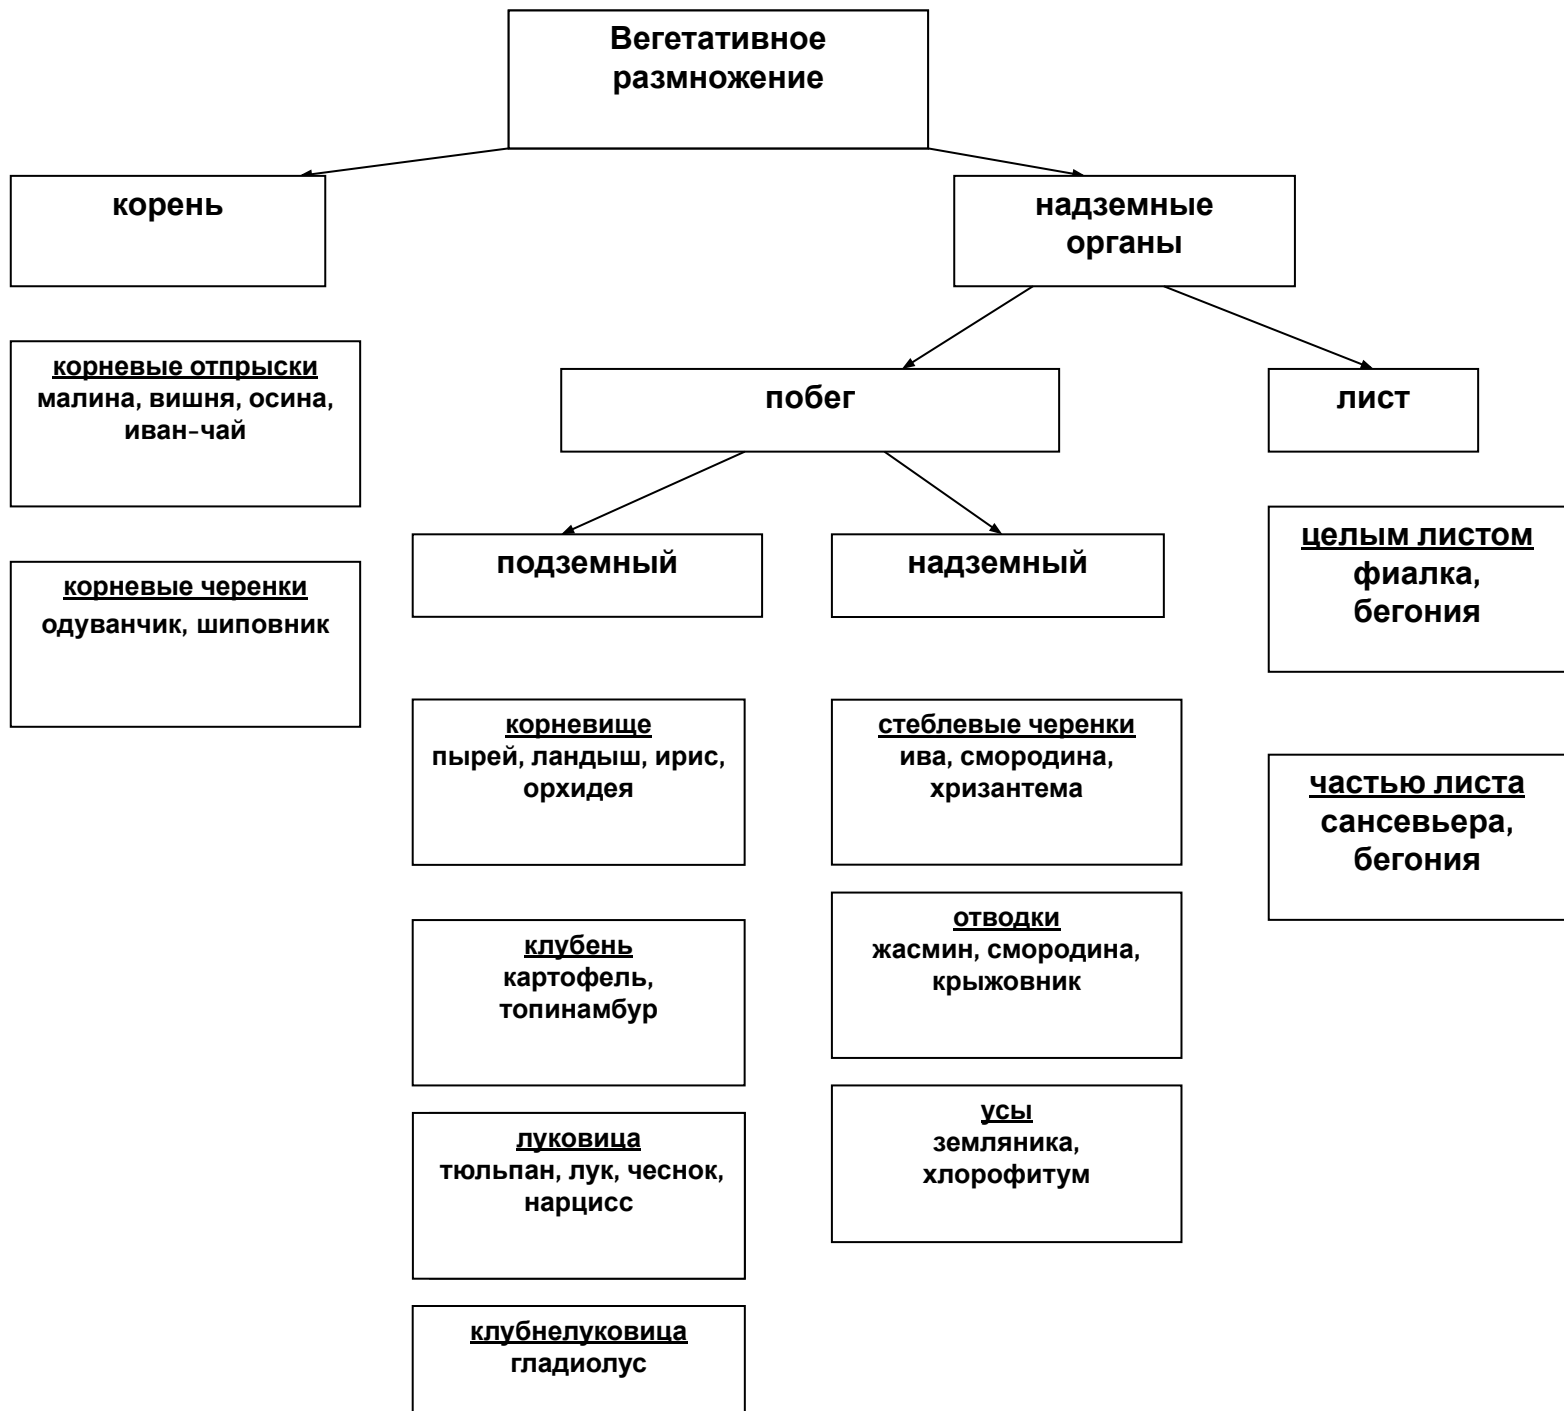 Вегетативное
размножение
корень
надземные
органы
корневые отпрыски
малина, вишня, осина,
иван-чай
побег
лист
подземный
надземный
целым листом
фиалка,
бегония
корневые черенки
одуванчик, шиповник
корневище
пырей, ландыш, ирис,
орхидея
стеблевые черенки
ива, смородина,
хризантема
частью листа
сансевьера,
бегония
клубень
картофель,
топинамбур
отводки
жасмин, смородина,
крыжовник
луковица
тюльпан, лук, чеснок,
нарцисс
усы
земляника,
хлорофитум
клубнелуковица
гладиолус